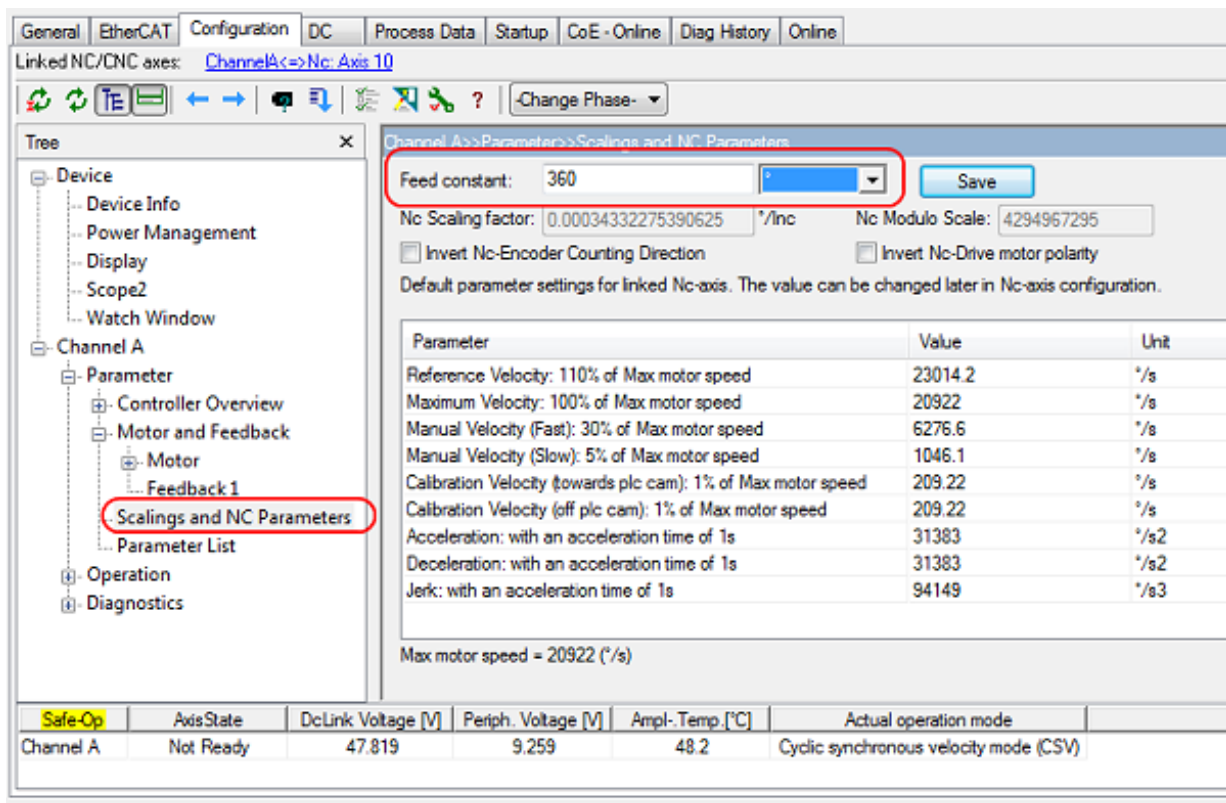 General EtherCAT Configuration DC Process Data Startup CoE - Online Diag History Online
Linked NC/CNC axes: ChannelA<=>Nc: Axis 10
TE ? -Change Phase-
Tree x
Channel A>>Parameter>>Scalings and NC Parameters
Device
Device Info
Power Management
Display
Scope2
Watch Window
Channel A
Parameter
Controller Overview
Motor and Feedback
Motor
Feedback 1
Scalings and NC Parameters
Parameter List
Operation
Diagnostics
Feed constant: 360 ° Save
Nc Scaling factor: 0.00034332275390625 °/Inc Nc Modulo Scale: 4294967295
Invert Nc-Encoder Counting Direction Invert Nc-Drive motor polarity
Default parameter settings for linked Nc-axis. The value can be changed later in Nc-axis configuration.
Parameter Value Unit
Reference Velocity: 110% of Max motor speed 23014.2 °/s
Maximum Velocity: 100% of Max motor speed 20922 °/s
Manual Velocity (Fast): 30% of Max motor speed 6276.6 °/s
Manual Velocity (Slow): 5% of Max motor speed 1046.1 °/s
Calibration Velocity (towards plc cam): 1% of Max motor speed 209.22 °/s
Calibration Velocity (off plc cam): 1% of Max motor speed 209.22 °/s
Acceleration: with an acceleration time of 1s 31383 °/s2
Deceleration: with an acceleration time of 1s 31383 °/s2
Jerk: with an acceleration time of 1s 94149 °/s3
Max motor speed = 20922 (°/s)
Safe-Op AxisState DcLink Voltage [V] Periph. Voltage [V] Ampl-.Temp.[°C] Actual operation mode
Channel A Not Ready 47.819 9.259 48.2 Cyclic synchronous velocity mode (CSV)